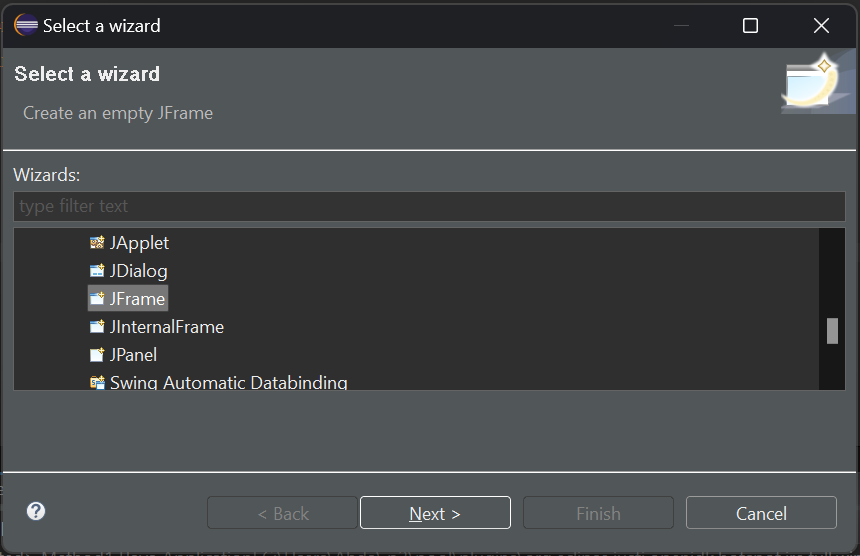 Select a wizard
Select a wizard
Create an empty JFrame
Wizards:
type filter text
JApplet
JDialog
JFrame
JInternalFrame
JPanel
Swing Automatic Databinding
< Back
Next >
Finish
Cancel